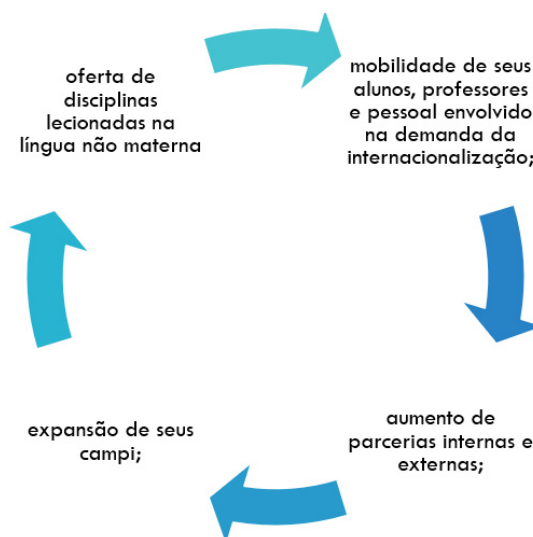 oferta de
disciplinas
lecionadas na
língua não materna
mobilidade de seus
alunos, professores
e pessoal envolvido
na demanda da
internacionalização;
aumento de
parcerias internas e
externas;
expansão de seus
campi;